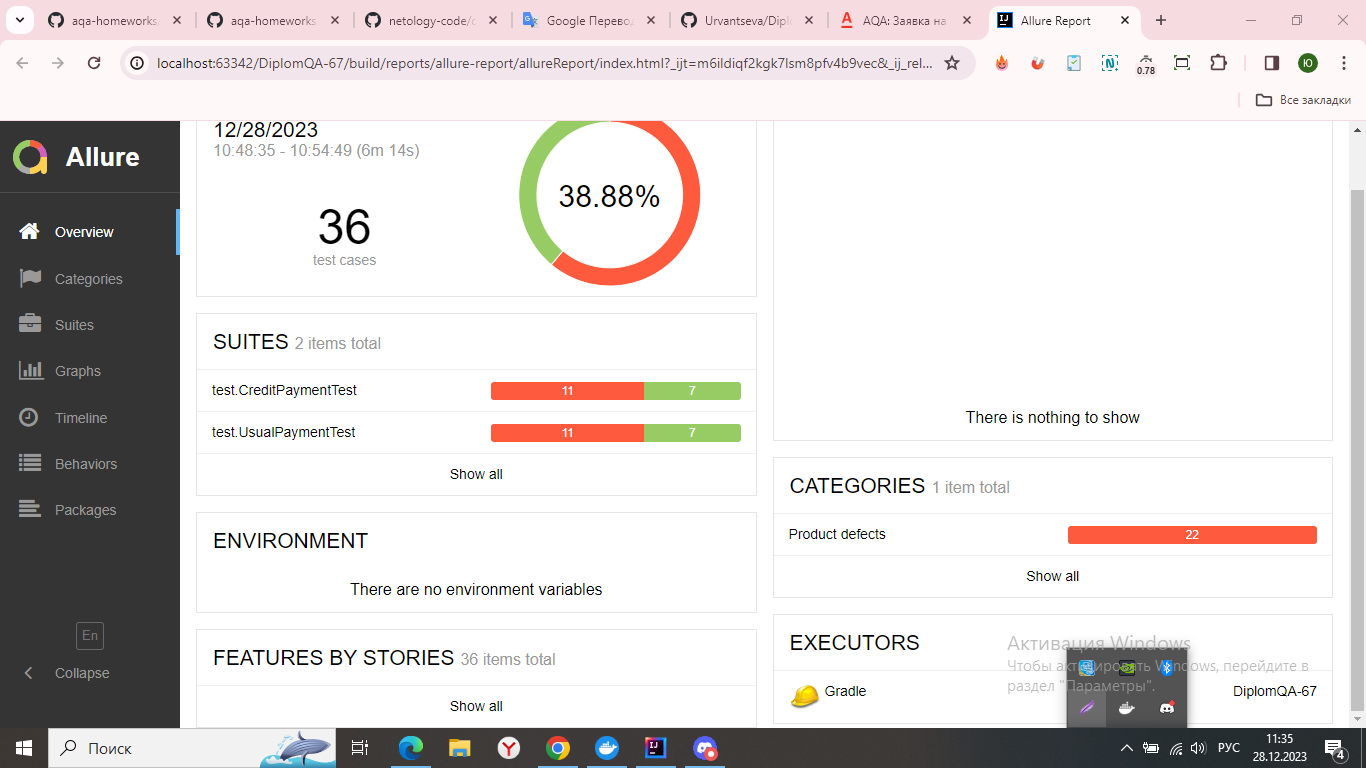 aqa-homeworks
aqa-homeworks
netology-code/
Google Перевод
Urvantseva/Dipl
AQA: Заявка на
Allure Report
localhost:63342/DiplomQA-67/build/reports/allure-report/allureReport/index.html?_ijt=m6ildiqf2kgk7lsm8pfv4b9vec&_ij_rel...
0.78
Ю
Все закладки
Allure
Overview
Categories
Suites
Graphs
Timeline
Behaviors
Packages
En
Collapse
12/28/2023
10:48:35 - 10:54:49 (6m 14s)
36
test cases
38.88%
SUITES 2 items total
test.CreditPaymentTest 11 7
test.UsualPaymentTest 11 7
Show all
ENVIRONMENT
There are no environment variables
FEATURES BY STORIES 36 items total
Show all
There is nothing to show
CATEGORIES 1 item total
Product defects 22
Show all
EXECUTORS
Gradle DiplomQA-67
Активация Windows
Чтобы активировать Windows, перейдите в
раздел "Параметры".
Поиск
РУС
11:35
28.12.2023
4